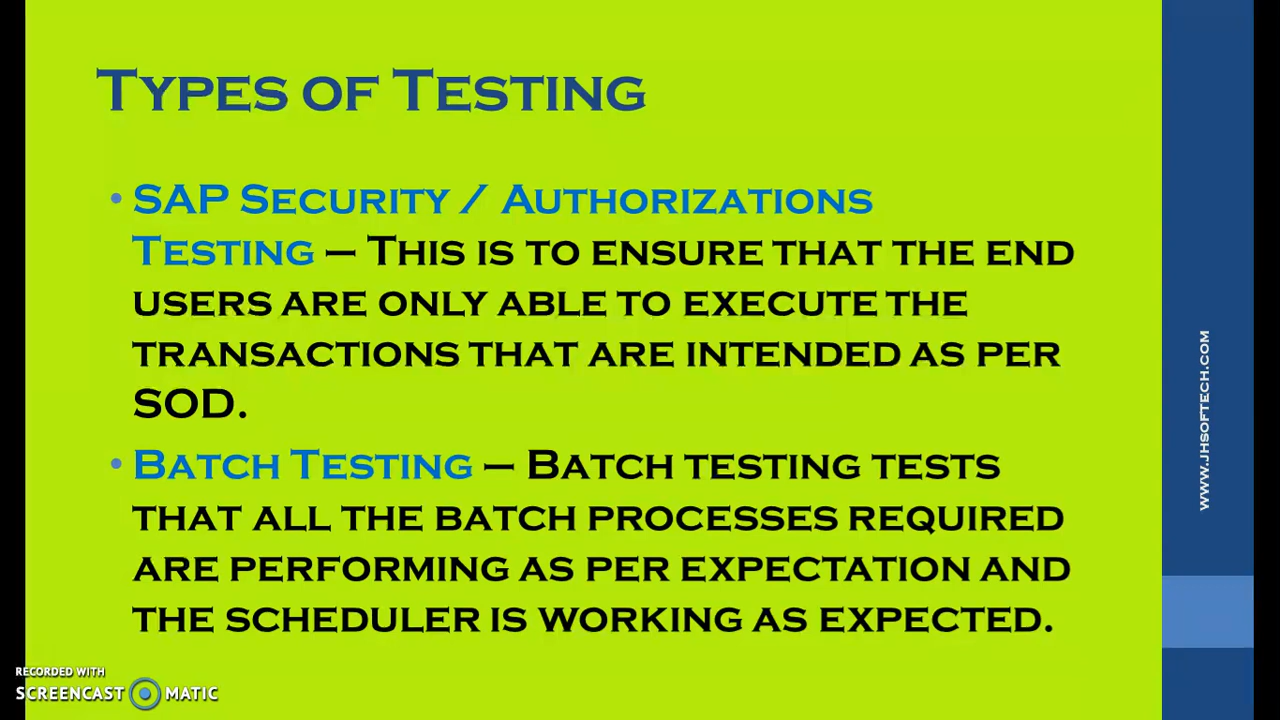 Types of Testing
• SAP Security / Authorizations
Testing – This is to ensure that the end
users are only able to execute the
transactions that are intended as per
SOD.
• Batch Testing – Batch testing tests
that all the batch processes required
are performing as per expectation and
the scheduler is working as expected.
www.jhsoftech.com
RECORDED WITH
SCREENCAST MATIC